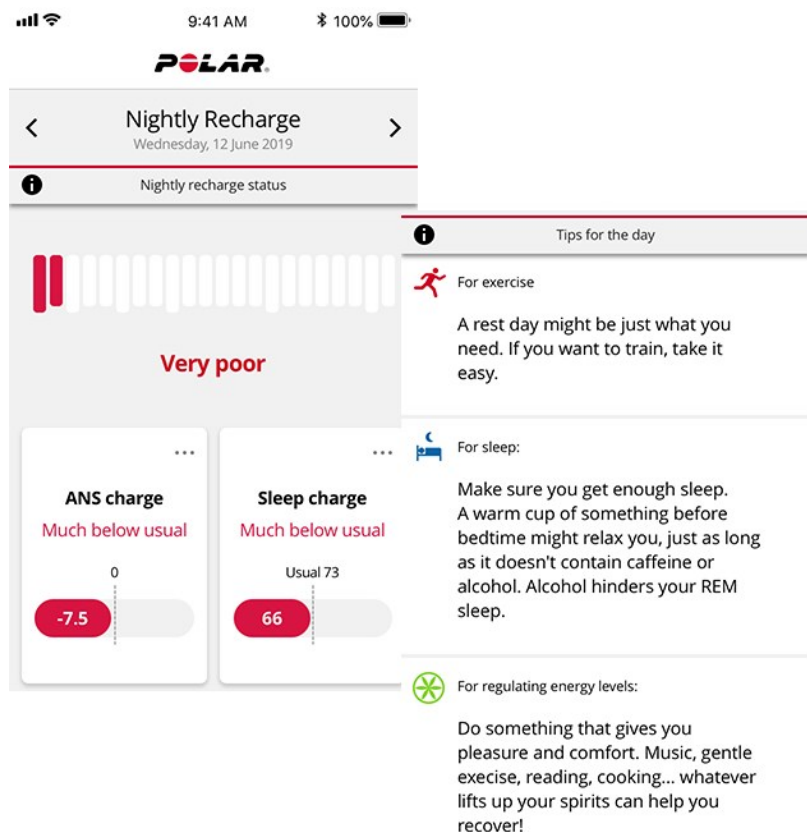 9:41 AM
100%
POLAR.
Nightly Recharge
Wednesday, 12 June 2019
Nightly recharge status
Very poor
ANS charge
Much below usual
0
-7.5
Sleep charge
Much below usual
Usual 73
66
Tips for the day
For exercise
A rest day might be just what you
need. If you want to train, take it
easy.
For sleep:
Make sure you get enough sleep.
A warm cup of something before
bedtime might relax you, just as long
as it doesn't contain caffeine or
alcohol. Alcohol hinders your REM
sleep.
For regulating energy levels:
Do something that gives you
pleasure and comfort. Music, gentle
execise, reading, cooking... whatever
lifts up your spirits can help you
recover!